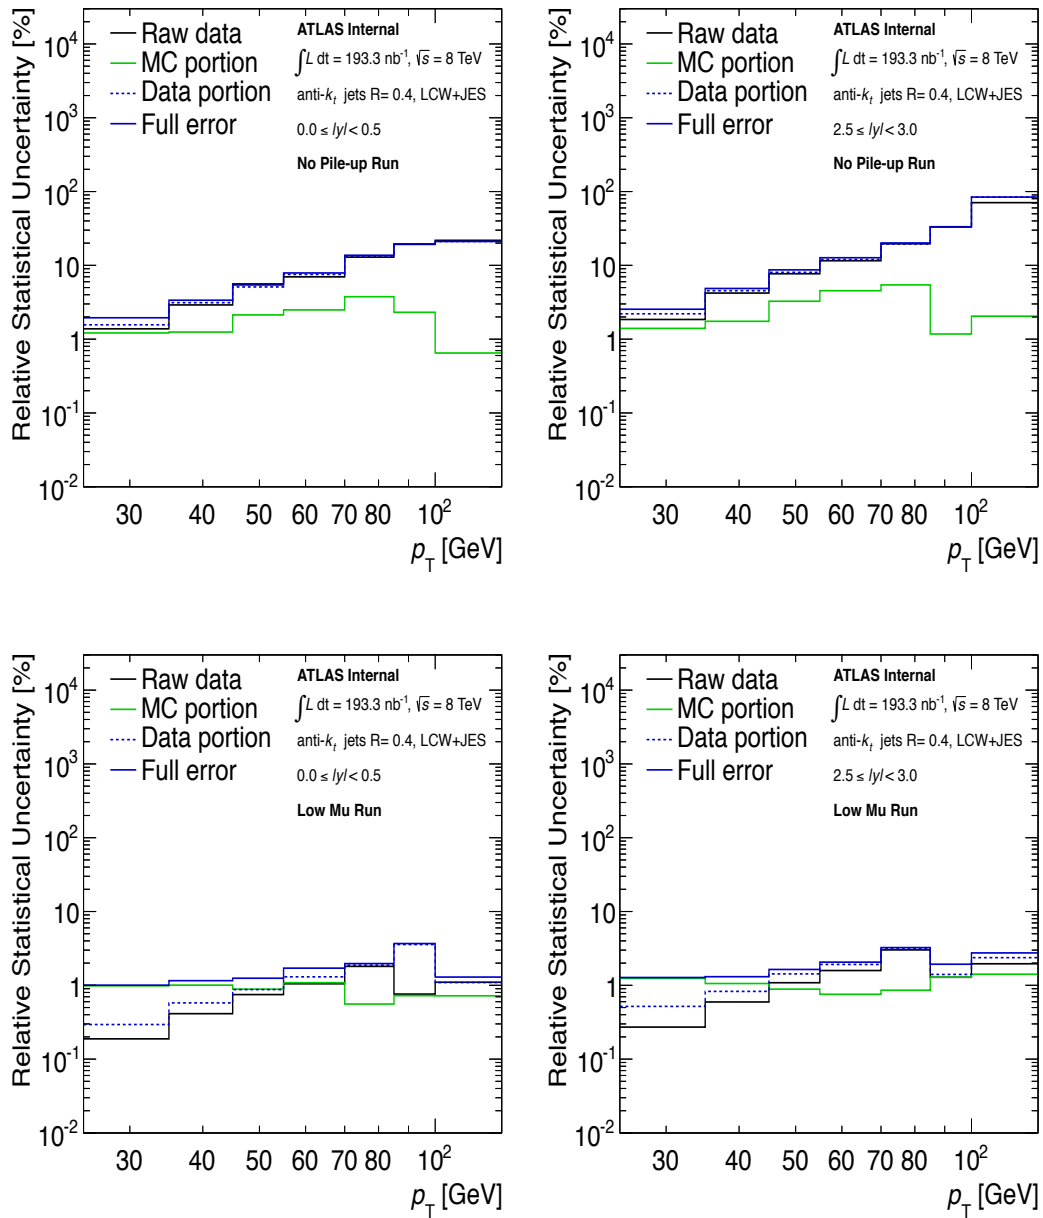 Relative Statistical Uncertainty [%]
10⁴
10³
10²
10
1
10⁻¹
10⁻²
Raw data
MC portion
Data portion
Full error
ATLAS Internal
∫L dt = 193.3 nb⁻¹, √s = 8 TeV
anti-kₜ jets R= 0.4, LCW+JES
0.0 ≤ |y| < 0.5
No Pile-up Run
30 40 50 60 70 80 10²
p_T [GeV]
Relative Statistical Uncertainty [%]
10⁴
10³
10²
10
1
10⁻¹
10⁻²
Raw data
MC portion
Data portion
Full error
ATLAS Internal
∫L dt = 193.3 nb⁻¹, √s = 8 TeV
anti-kₜ jets R= 0.4, LCW+JES
2.5 ≤ |y| < 3.0
No Pile-up Run
30 40 50 60 70 80 10²
p_T [GeV]
Relative Statistical Uncertainty [%]
10⁴
10³
10²
10
1
10⁻¹
10⁻²
Raw data
MC portion
Data portion
Full error
ATLAS Internal
∫L dt = 193.3 nb⁻¹, √s = 8 TeV
anti-kₜ jets R= 0.4, LCW+JES
0.0 ≤ |y| < 0.5
Low Mu Run
30 40 50 60 70 80 10²
p_T [GeV]
Relative Statistical Uncertainty [%]
10⁴
10³
10²
10
1
10⁻¹
10⁻²
Raw data
MC portion
Data portion
Full error
ATLAS Internal
∫L dt = 193.3 nb⁻¹, √s = 8 TeV
anti-kₜ jets R= 0.4, LCW+JES
2.5 ≤ |y| < 3.0
Low Mu Run
30 40 50 60 70 80 10²
p_T [GeV]